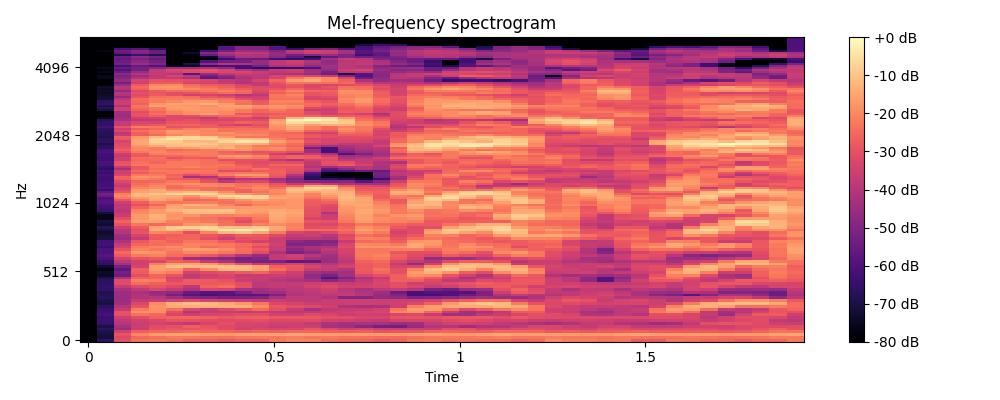 Mel-frequency spectrogram
Hz
4096
2048
1024
512
0
0
0.5
1
1.5
Time
+0 dB
-10 dB
-20 dB
-30 dB
-40 dB
-50 dB
-60 dB
-70 dB
-80 dB